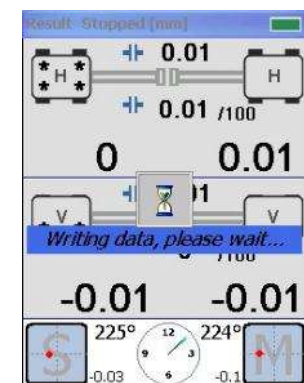 Result Stopped [mm]
0.01
H H
0.01 /100
0 0.01
V V
Writing data, please wait...
/100
-0.01 -0.01
225° 12 224°
9 3
S M
-0.03 6 -0.1